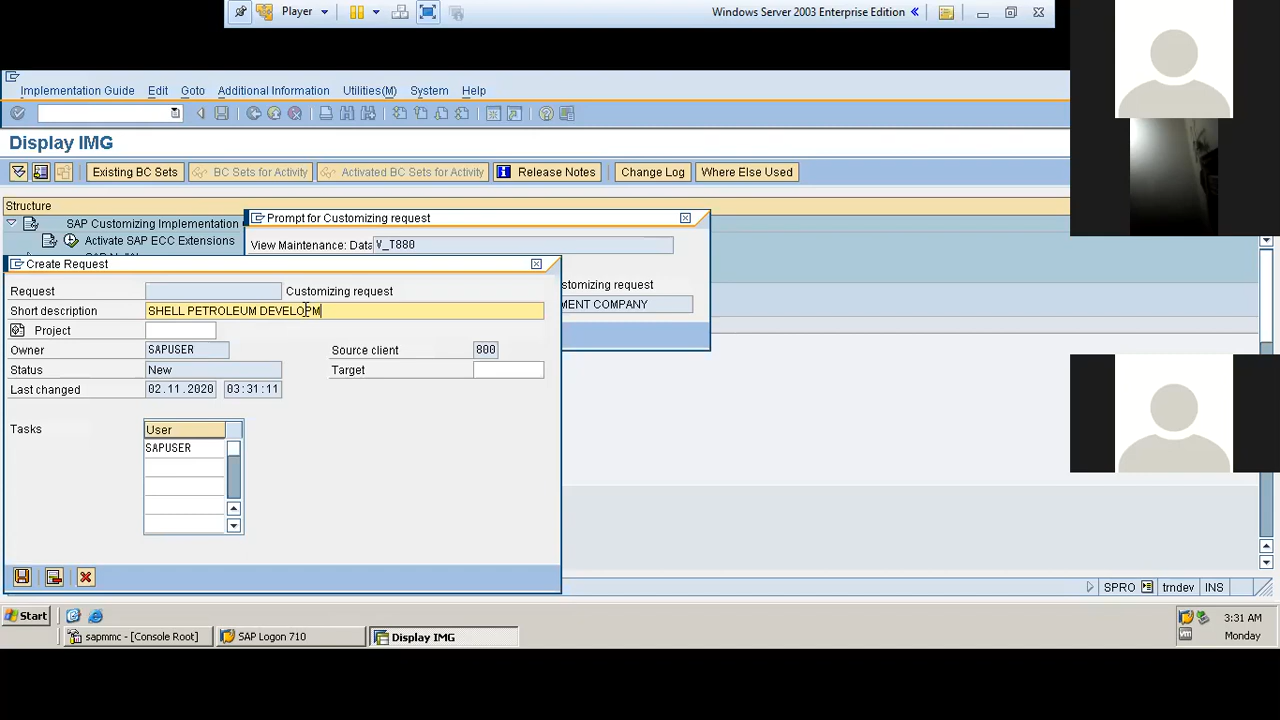 Player
Windows Server 2003 Enterprise Edition
Implementation Guide Edit Goto Additional Information Utilities(M) System Help
Display IMG
Existing BC Sets BC Sets for Activity Activated BC Sets for Activity Release Notes Change Log Where Else Used
Structure
SAP Customizing Implementation
Activate SAP ECC Extensions
Prompt for Customizing request
View Maintenance: Data V_T880
stomizing request
MENT COMPANY
Create Request
Request Customizing request
Short description SHELL PETROLEUM DEVELOPM
Project
Owner SAPUSER Source client 800
Status New Target
Last changed 02.11.2020 03:31:11
Tasks User
SAPUSER
SPRO trndev INS
Start
3:31 AM
sapmmc - [Console Root] SAP Logon 710 Display IMG
Monday